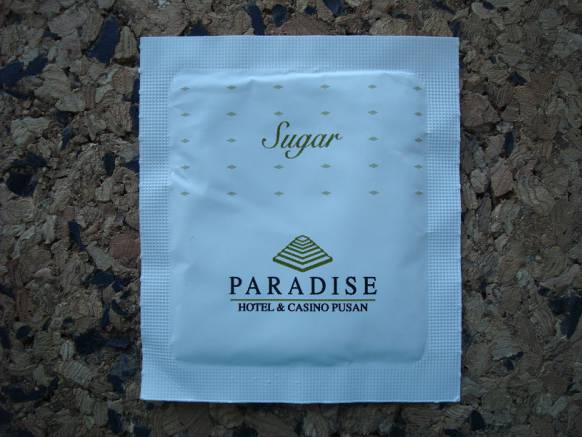 Sugar
PARADISE
HOTEL & CASINO PUSAN